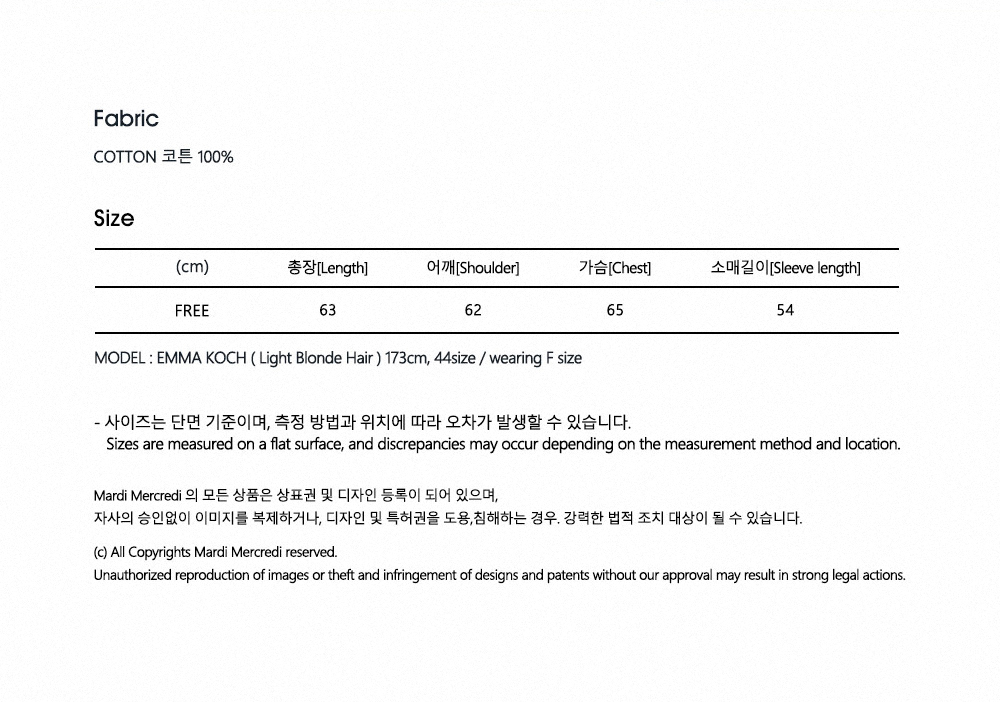 Fabric
COTTON 코튼 100%
Size
(cm) 총장[Length] 어깨[Shoulder] 가슴[Chest] 소매길이[Sleeve length]
FREE 63 62 65 54
MODEL : EMMA KOCH ( Light Blonde Hair ) 173cm, 44size / wearing F size
- 사이즈는 단면 기준이며, 측정 방법과 위치에 따라 오차가 발생할 수 있습니다.
Sizes are measured on a flat surface, and discrepancies may occur depending on the measurement method and location.
Mardi Mercredi 의 모든 상품은 상표권 및 디자인 등록이 되어 있으며,
자사의 승인없이 이미지를 복제하거나, 디자인 및 특허권을 도용,침해하는 경우. 강력한 법적 조치 대상이 될 수 있습니다.
(c) All Copyrights Mardi Mercredi reserved.
Unauthorized reproduction of images or theft and infringement of designs and patents without our approval may result in strong legal actions.